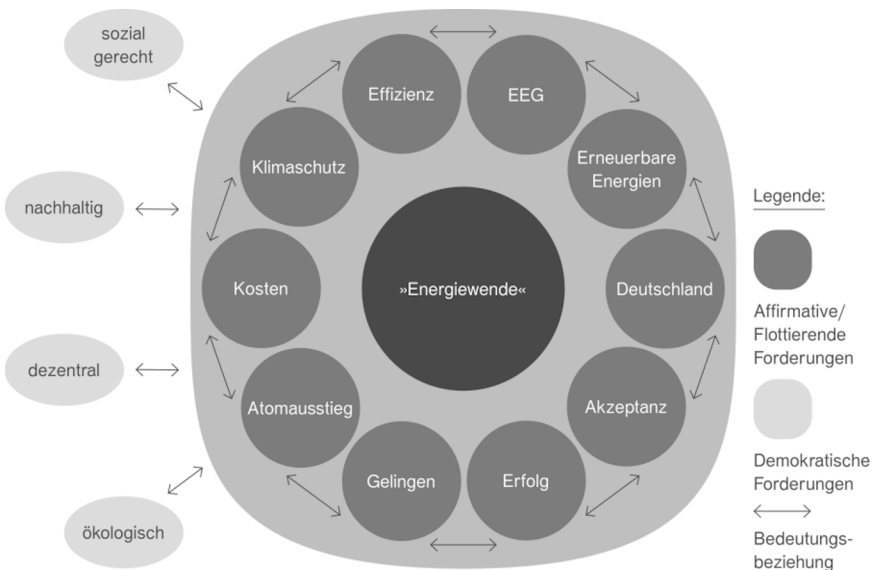 sozial
gerecht
nachhaltig
dezentral
ökologisch
Effizienz
EEG
Klimaschutz
Erneuerbare
Energien
Kosten
»Energiewende«
Deutschland
Atomausstieg
Akzeptanz
Gelingen
Erfolg
Legende:
Affirmative/
Flottierende
Forderungen
Demokratische
Forderungen
Bedeutungs-
beziehung